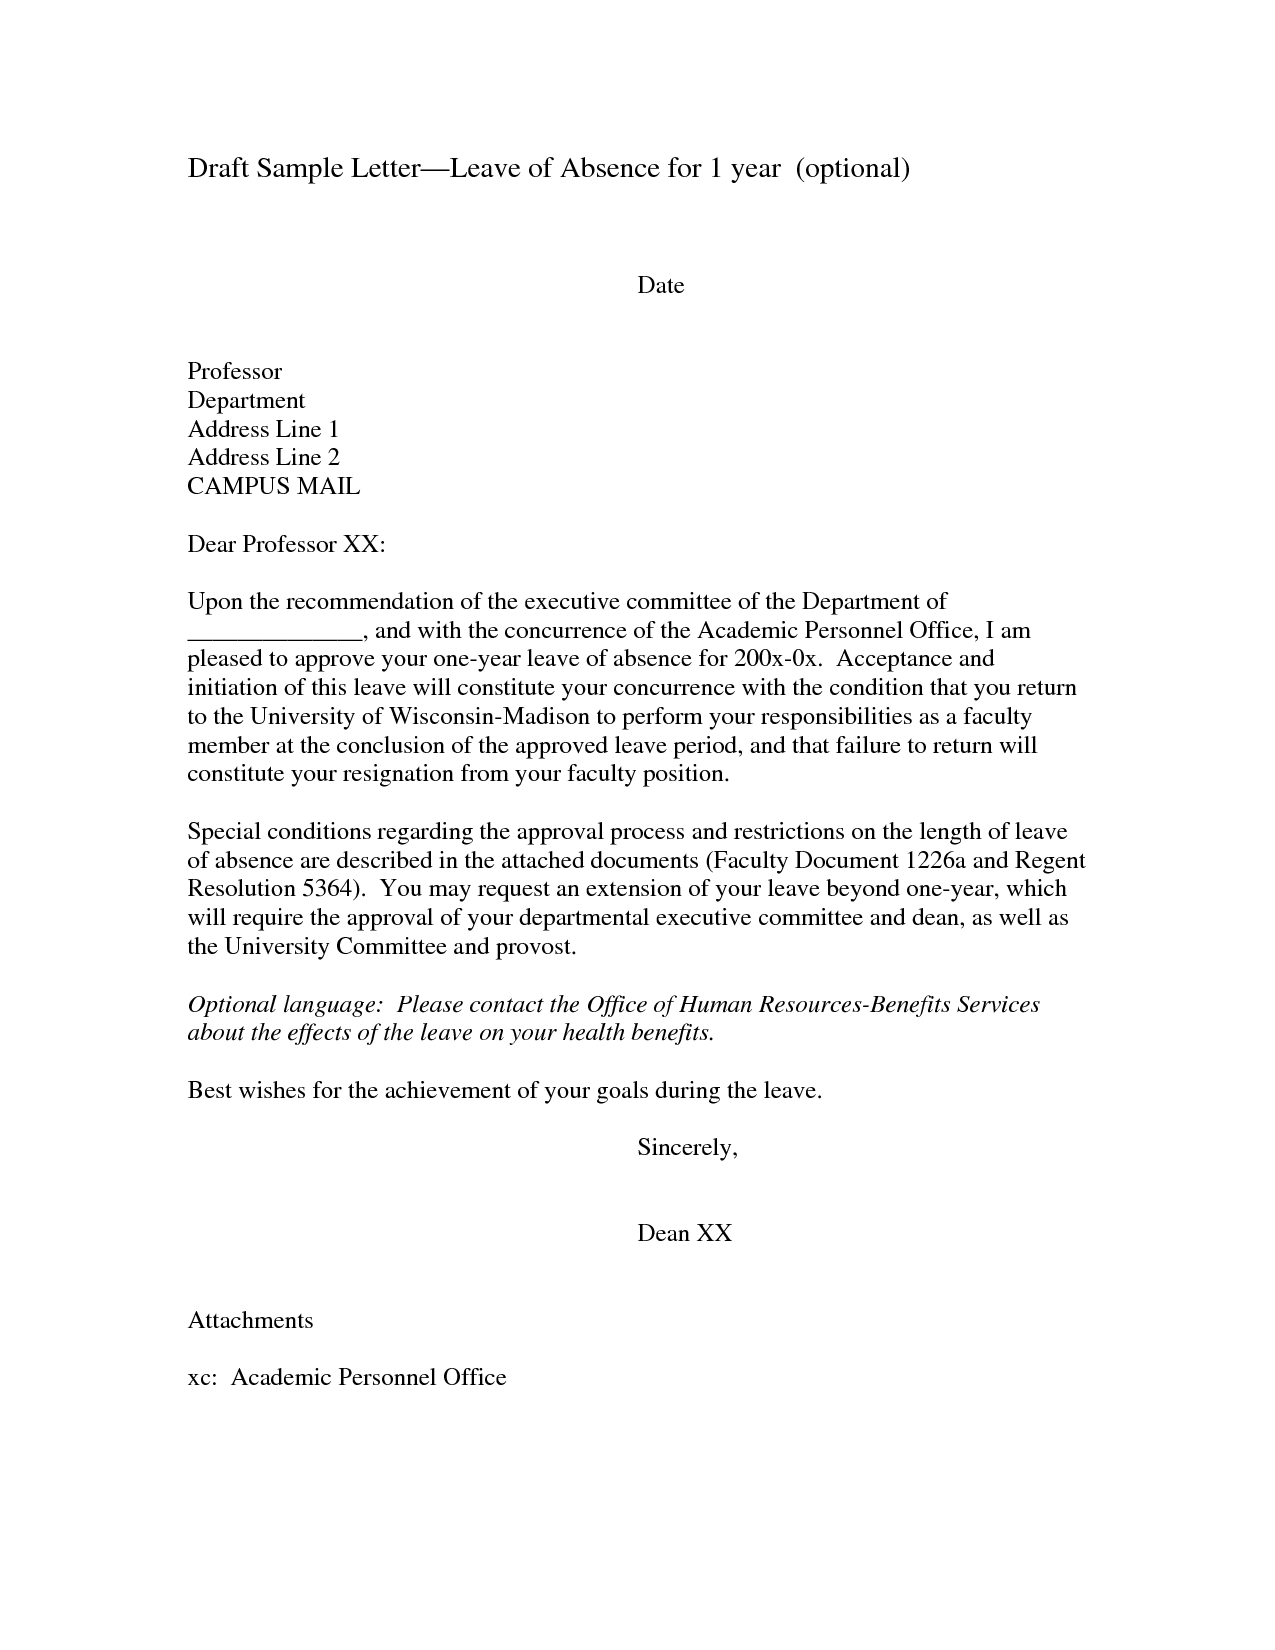 Draft Sample Letter—Leave of Absence for 1 year  (optional)
Date
Professor
Department
Address Line 1
Address Line 2
CAMPUS MAIL
Dear Professor XX:
Upon the recommendation of the executive committee of the Department of
______________, and with the concurrence of the Academic Personnel Office, I am
pleased to approve your one-year leave of absence for 200x-0x.  Acceptance and
initiation of this leave will constitute your concurrence with the condition that you return
to the University of Wisconsin-Madison to perform your responsibilities as a faculty
member at the conclusion of the approved leave period, and that failure to return will
constitute your resignation from your faculty position.
Special conditions regarding the approval process and restrictions on the length of leave
of absence are described in the attached documents (Faculty Document 1226a and Regent
Resolution 5364).  You may request an extension of your leave beyond one-year, which
will require the approval of your departmental executive committee and dean, as well as
the University Committee and provost.
Optional language:  Please contact the Office of Human Resources-Benefits Services
about the effects of the leave on your health benefits.
Best wishes for the achievement of your goals during the leave.
Sincerely,
Dean XX
Attachments
xc:  Academic Personnel Office